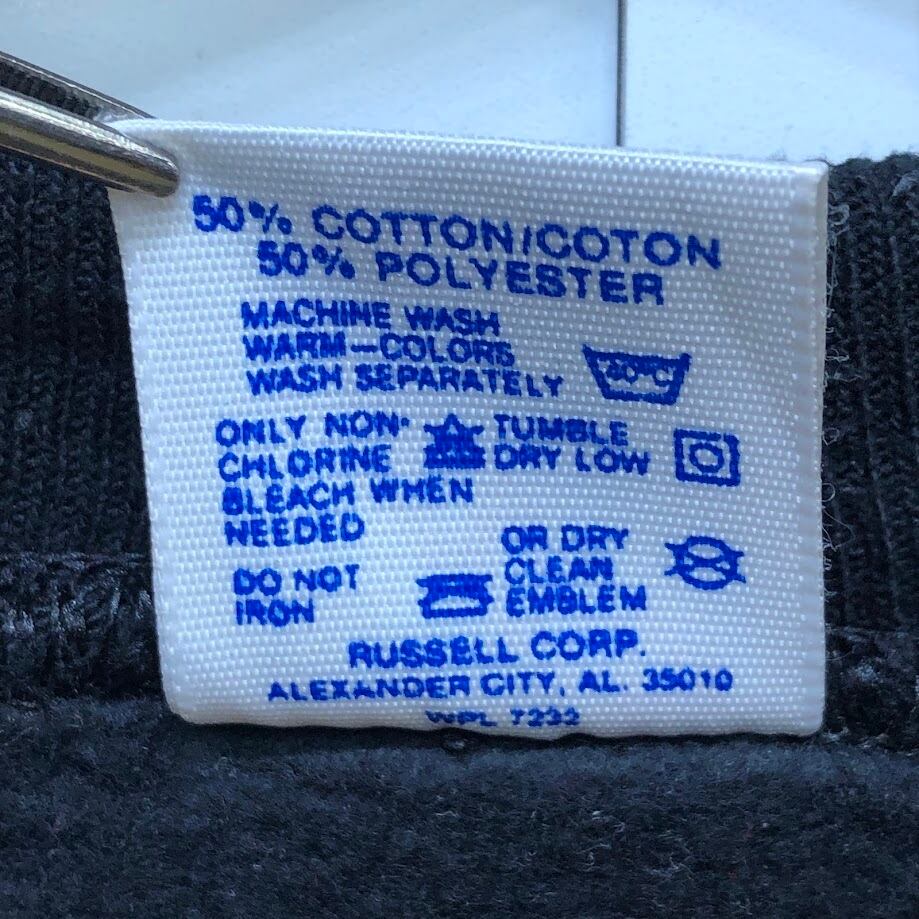 50% COTTON/COTON
50% POLYESTER
MACHINE WASH
WARM—COLORS
WASH SEPARATELY
40°C
ONLY NON-
CHLORINE
BLEACH WHEN
NEEDED
TUMBLE
DRY LOW
DO NOT
IRON
OR DRY
CLEAN
EMBLEM
RUSSELL CORP.
ALEXANDER CITY, AL. 35010
WPL 7232